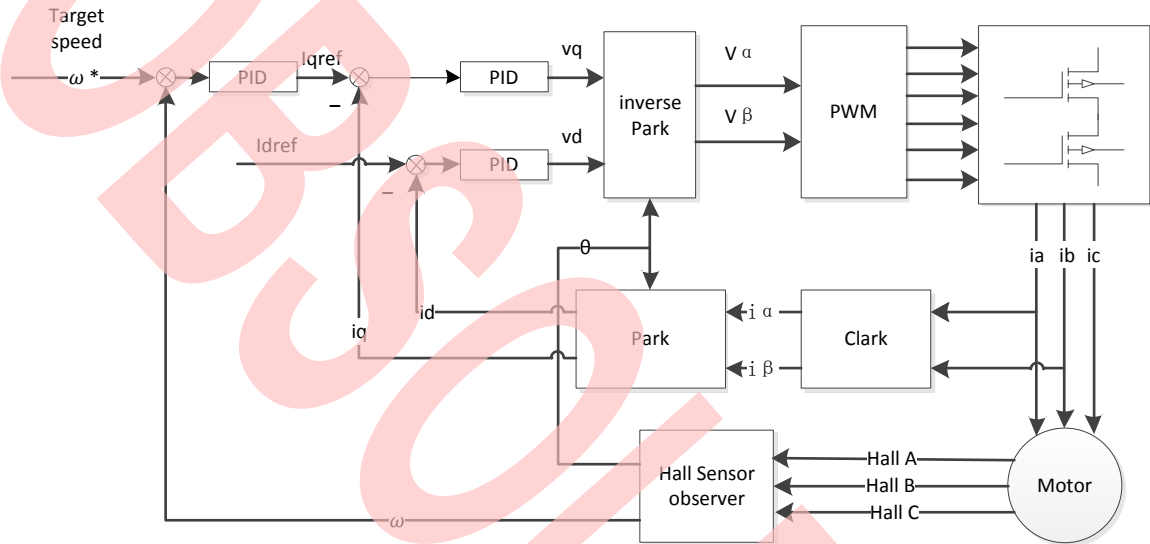 Target
speed
ω*
PID
Iqref
–
PID
vq
inverse
Park
V α
V β
PWM
Idref
–
PID
vd
ia
ib
ic
θ
id
iq
Park
i α
i β
Clark
Hall Sensor
observer
Hall A
Hall B
Hall C
Motor
ω
OBSOL